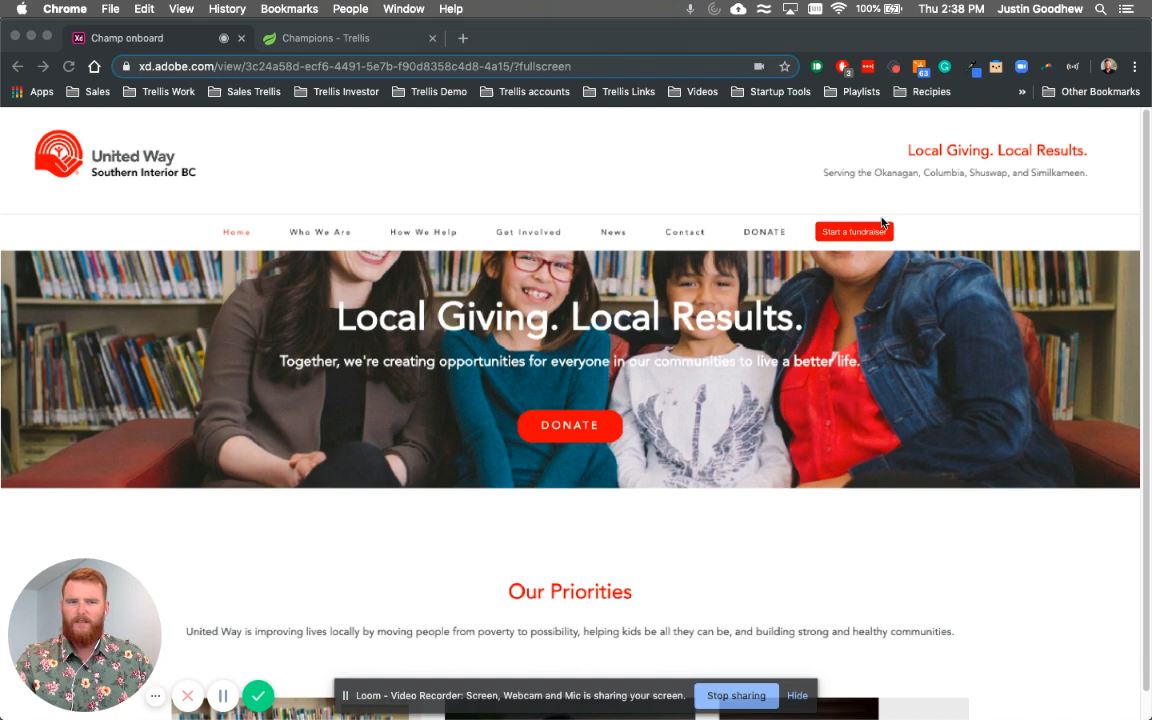 Chrome File Edit View History Bookmarks People Window Help 100% Thu 2:38 PM Justin Goodhew
Champ onboard Champions - Trellis
xd.adobe.com/view/3c24a58d-ecf6-4491-5e7b-f90d8358c4d8-4a15/?fullscreen 3 63
Apps Sales Trellis Work Sales Trellis Trellis Investor Trellis Demo Trellis accounts Trellis Links Videos Startup Tools Playlists Recipies » Other Bookmarks
United Way
Southern Interior BC
Local Giving. Local Results.
Serving the Okanagan, Columbia, Shuswap, and Similkameen.
Home Who We Are How We Help Get Involved News Contact DONATE Start a fundraiser
Local Giving. Local Results.
Together, we're creating opportunities for everyone in our communities to live a better life.
DONATE
Our Priorities
United Way is improving lives locally by moving people from poverty to possibility, helping kids be all they can be, and building strong and healthy communities.
Loom - Video Recorder: Screen, Webcam and Mic is sharing your screen. Stop sharing Hide